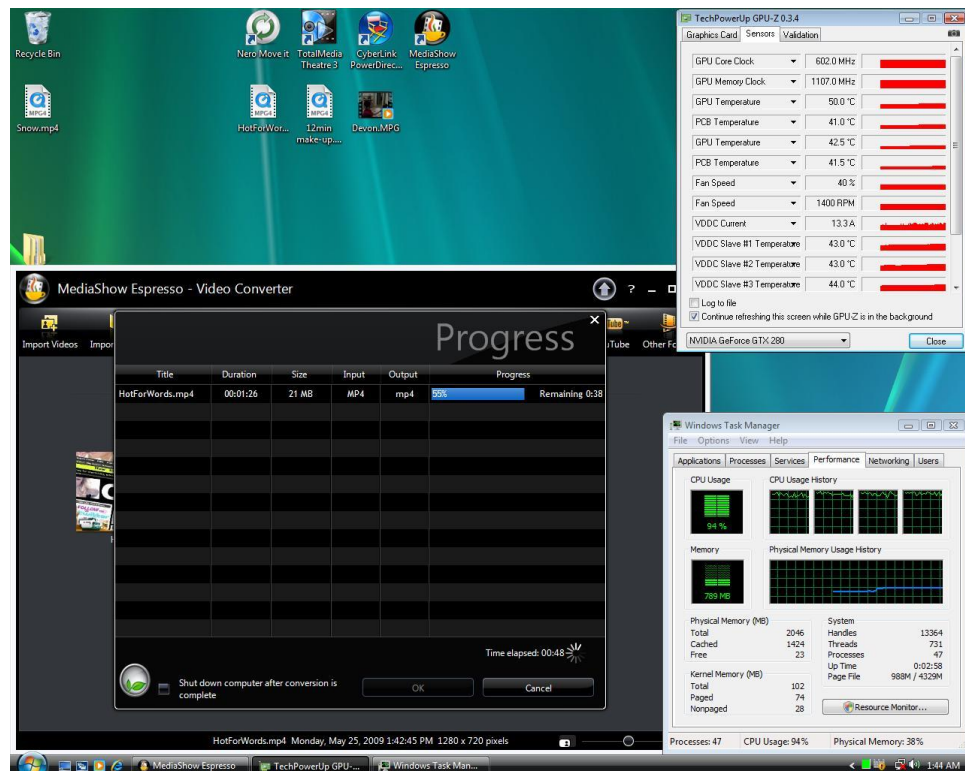 Recycle Bin
Nero Move it
TotalMedia
Theatre 3
CyberLink
PowerDirec...
MediaShow
Espresso
MPEG4
Snow.mp4
MPEG4
HotForWor...
MPEG4
12min
make-up....
Devon.MPG
TechPowerUp GPU-Z 0.3.4
Graphics Card Sensors Validation
GPU Core Clock 602.0 MHz
GPU Memory Clock 1107.0 MHz
GPU Temperature 50.0 °C
PCB Temperature 41.0 °C
GPU Temperature 42.5 °C
PCB Temperature 41.5 °C
Fan Speed 40 %
Fan Speed 1400 RPM
VDDC Current 13.3 A
VDDC Slave #1 Temperature 43.0 °C
VDDC Slave #2 Temperature 43.0 °C
VDDC Slave #3 Temperature 44.0 °C
Log to file
Continue refreshing this screen while GPU-Z is in the background
NVIDIA GeForce GTX 280 Close
MediaShow Espresso - Video Converter
Import Videos Impor
uTube Other Fo
Progress
Title Duration Size Input Output Progress
HotForWords.mp4 00:01:26 21 MB MP4 mp4 55% Remaining 0:38
Time elapsed: 00:48
Shut down computer after conversion is
complete
OK Cancel
HotForWords.mp4 Monday, May 25, 2009 1:42:45 PM 1280 x 720 pixels
Windows Task Manager
File Options View Help
Applications Processes Services Performance Networking Users
CPU Usage CPU Usage History
94 %
Memory Physical Memory Usage History
789 MB
Physical Memory (MB)
Total 2046
Cached 1424
Free 23
Kernel Memory (MB)
Total 102
Paged 74
Nonpaged 28
System
Handles 13364
Threads 731
Processes 47
Up Time 0:02:58
Page File 988M / 4329M
Resource Monitor...
Processes: 47 CPU Usage: 94% Physical Memory: 38%
MediaShow Espresso TechPowerUp GPU-... Windows Task Man... 1:44 AM